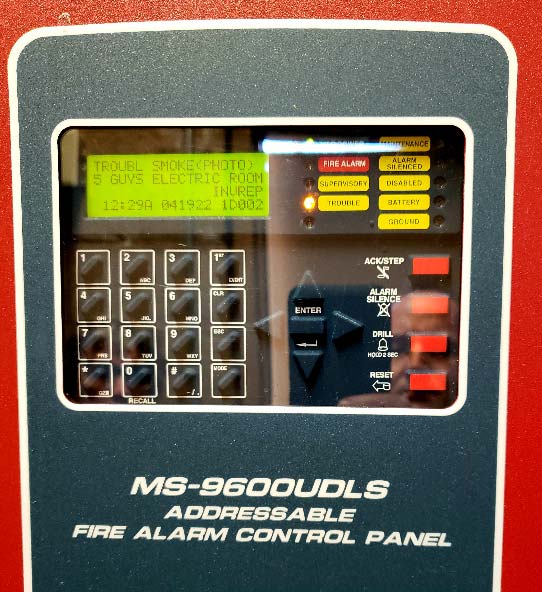 TROUBL SMOKE(PHOTO)
5 GUYS ELECTRIC ROOM
INVREP
12:29A 041922 1D002
MAINTENANCE
FIRE ALARM
ALARM SILENCED
SUPERVISORY
DISABLED
TROUBLE
BATTERY
GROUND
1
2 ABC
3 DEF
1ST EVENT
4 GHI
5 JKL
6 MNO
CLR
7 PRS
8 TUV
9 WXY
ESC
*
QZ
0
#
-/.
MODE
RECALL
ENTER
ACK/STEP
ALARM
SILENCE
DRILL
HOLD 2 SEC
RESET
MS-9600UDLS
ADDRESSABLE
FIRE ALARM CONTROL PANEL